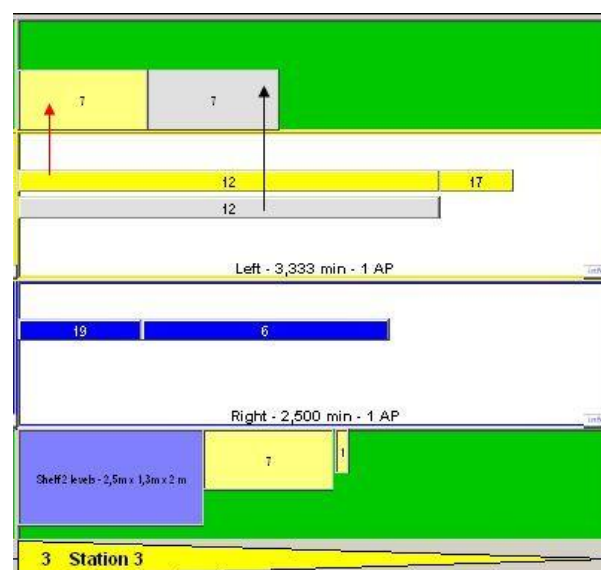 7 7
12 17
12
Left - 3,333 min - 1 AP
19 6
Right - 2,500 min - 1 AP
Shelf 2 levels - 2,5m x 1,3m x 2 m 7 1
3 Station 3